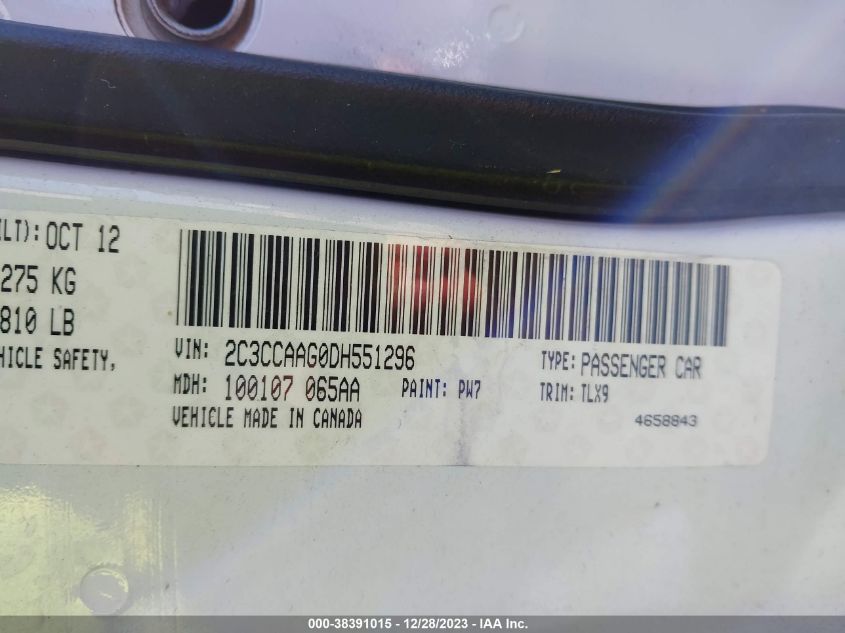 ILT): OCT 12
275 KG
810 LB
HICLE SAFETY,
VIN: 2C3CCAAG0DH551296 TYPE: PASSENGER CAR
MDH: 100107 065AA PAINT: PW7 TRIM: TLX9
VEHICLE MADE IN CANADA 4658843
000-38391015 – 12/28/2023 – IAA Inc.